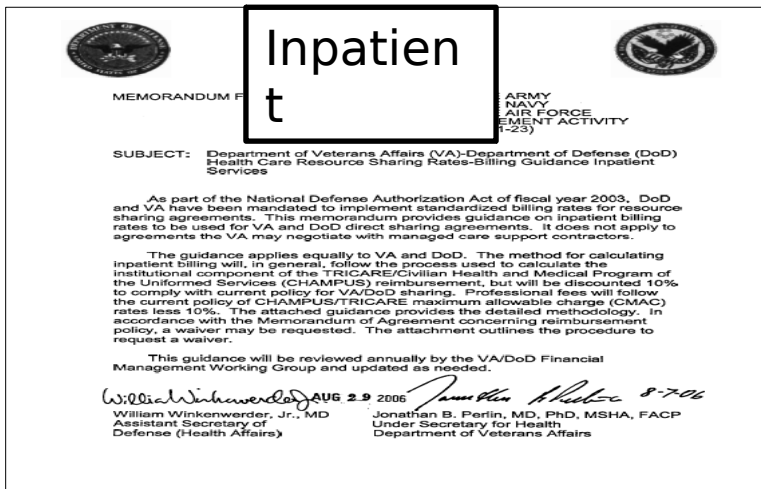 Inpatien
t
MEMORANDUM F
ARMY
NAVY
AIR FORCE
EMENT ACTIVITY
1-23)
SUBJECT: Department of Veterans Affairs (VA)-Department of Defense (DoD)
Health Care Resource Sharing Rates-Billing Guidance Inpatient
Services
As part of the National Defense Authorization Act of fiscal year 2003, DoD
and VA have been mandated to implement standardized billing rates for resource
sharing agreements. This memorandum provides guidance on inpatient billing
rates to be used for VA and DoD direct sharing agreements. It does not apply to
agreements the VA may negotiate with managed care support contractors.
The guidance applies equally to VA and DoD. The method for calculating
inpatient billing will, in general, follow the process used to calculate the
institutional component of the TRICARE/Civilian Health and Medical Program of
the Uniformed Services (CHAMPUS) reimbursement, but will be discounted 10%
to comply with current policy for VA/DoD sharing. Professional fees will follow
the current policy of CHAMPUS/TRICARE maximum allowable charge (CMAC)
rates less 10%. The attached guidance provides the detailed methodology. In
accordance with the Memorandum of Agreement concerning reimbursement
policy, a waiver may be requested. The attachment outlines the procedure to
request a waiver.
This guidance will be reviewed annually by the VA/DoD Financial
Management Working Group and updated as needed.
AUG 29 2006 8-7-06
William Winkenwerder, Jr., MD Jonathan B. Perlin, MD, PhD, MSHA, FACP
Assistant Secretary of Under Secretary for Health
Defense (Health Affairs) Department of Veterans Affairs